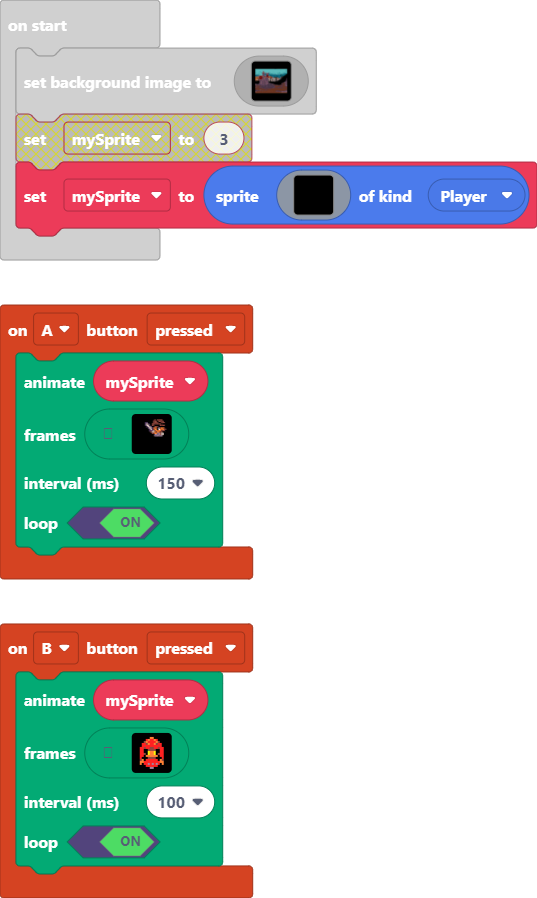 on start
set background image to
set mySprite to 3
set mySprite to sprite of kind Player
on A button pressed
animate mySprite
frames
interval (ms) 150
loop ON
on B button pressed
animate mySprite
frames
interval (ms) 100
loop ON